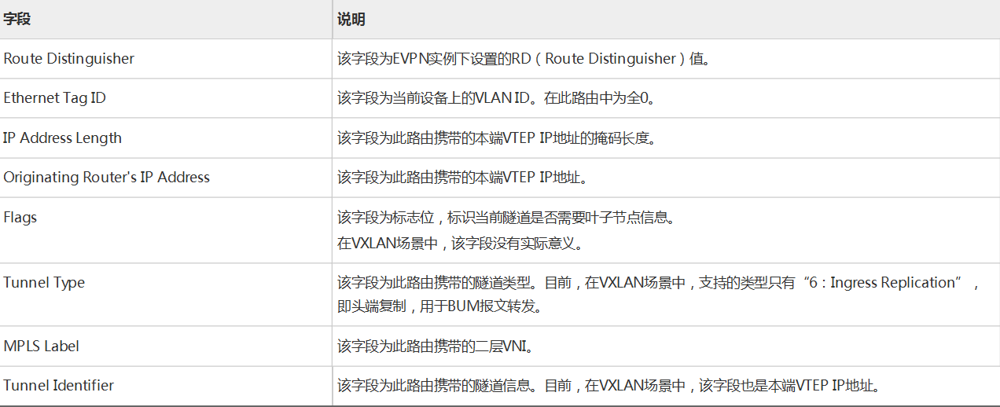 字段 说明
Route Distinguisher 该字段为EVPN实例下设置的RD（Route Distinguisher）值。
Ethernet Tag ID 该字段为当前设备上的VLAN ID。在此路由中为全0。
IP Address Length 该字段为此路由携带的本端VTEP IP地址的掩码长度。
Originating Router's IP Address 该字段为此路由携带的本端VTEP IP地址。
Flags 该字段为标志位，标识当前隧道是否需要叶子节点信息。
在VXLAN场景中，该字段没有实际意义。
Tunnel Type 该字段为此路由携带的隧道类型。目前，在VXLAN场景中，支持的类型只有“6：Ingress Replication”，
即头端复制，用于BUM报文转发。
MPLS Label 该字段为此路由携带的二层VNI。
Tunnel Identifier 该字段为此路由携带的隧道信息。目前，在VXLAN场景中，该字段也是本端VTEP IP地址。